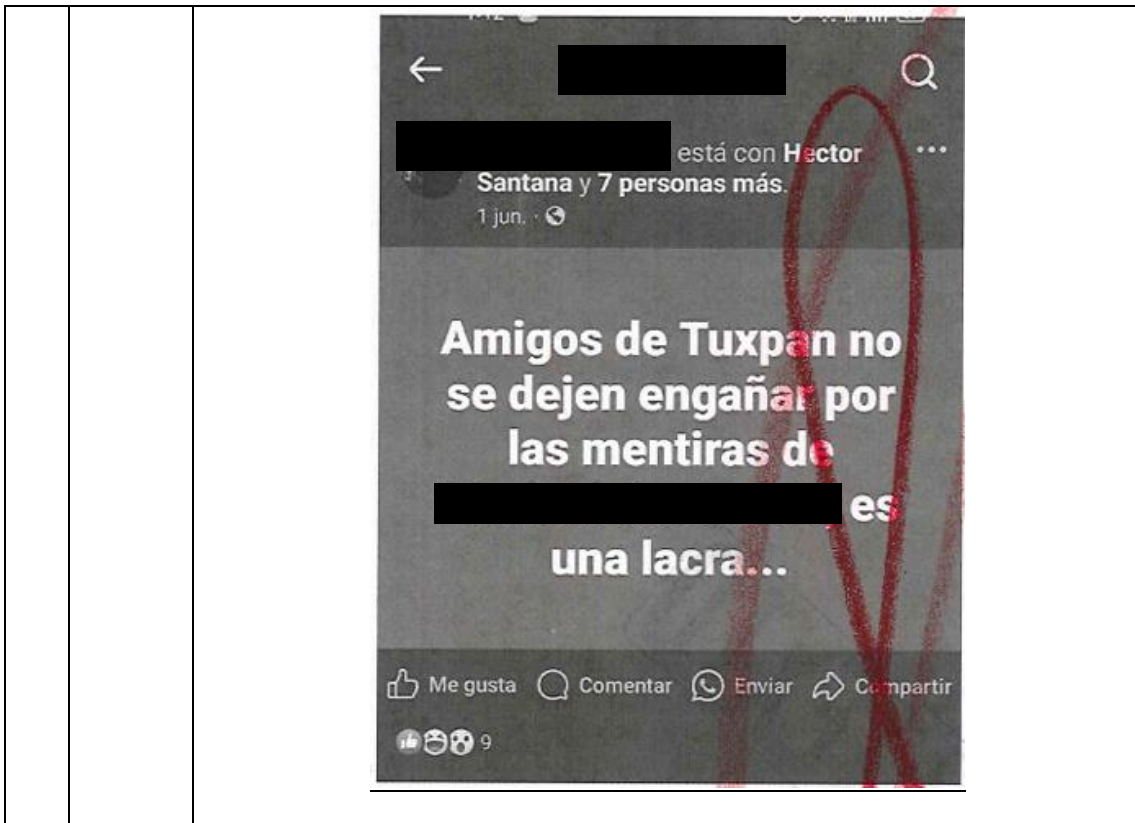 está con Hector
Santana y 7 personas más.
1 jun.
Amigos de Tuxpan no
se dejen engañar por
las mentiras de
es
una lacra...
Me gusta Comentar Enviar Compartir
9